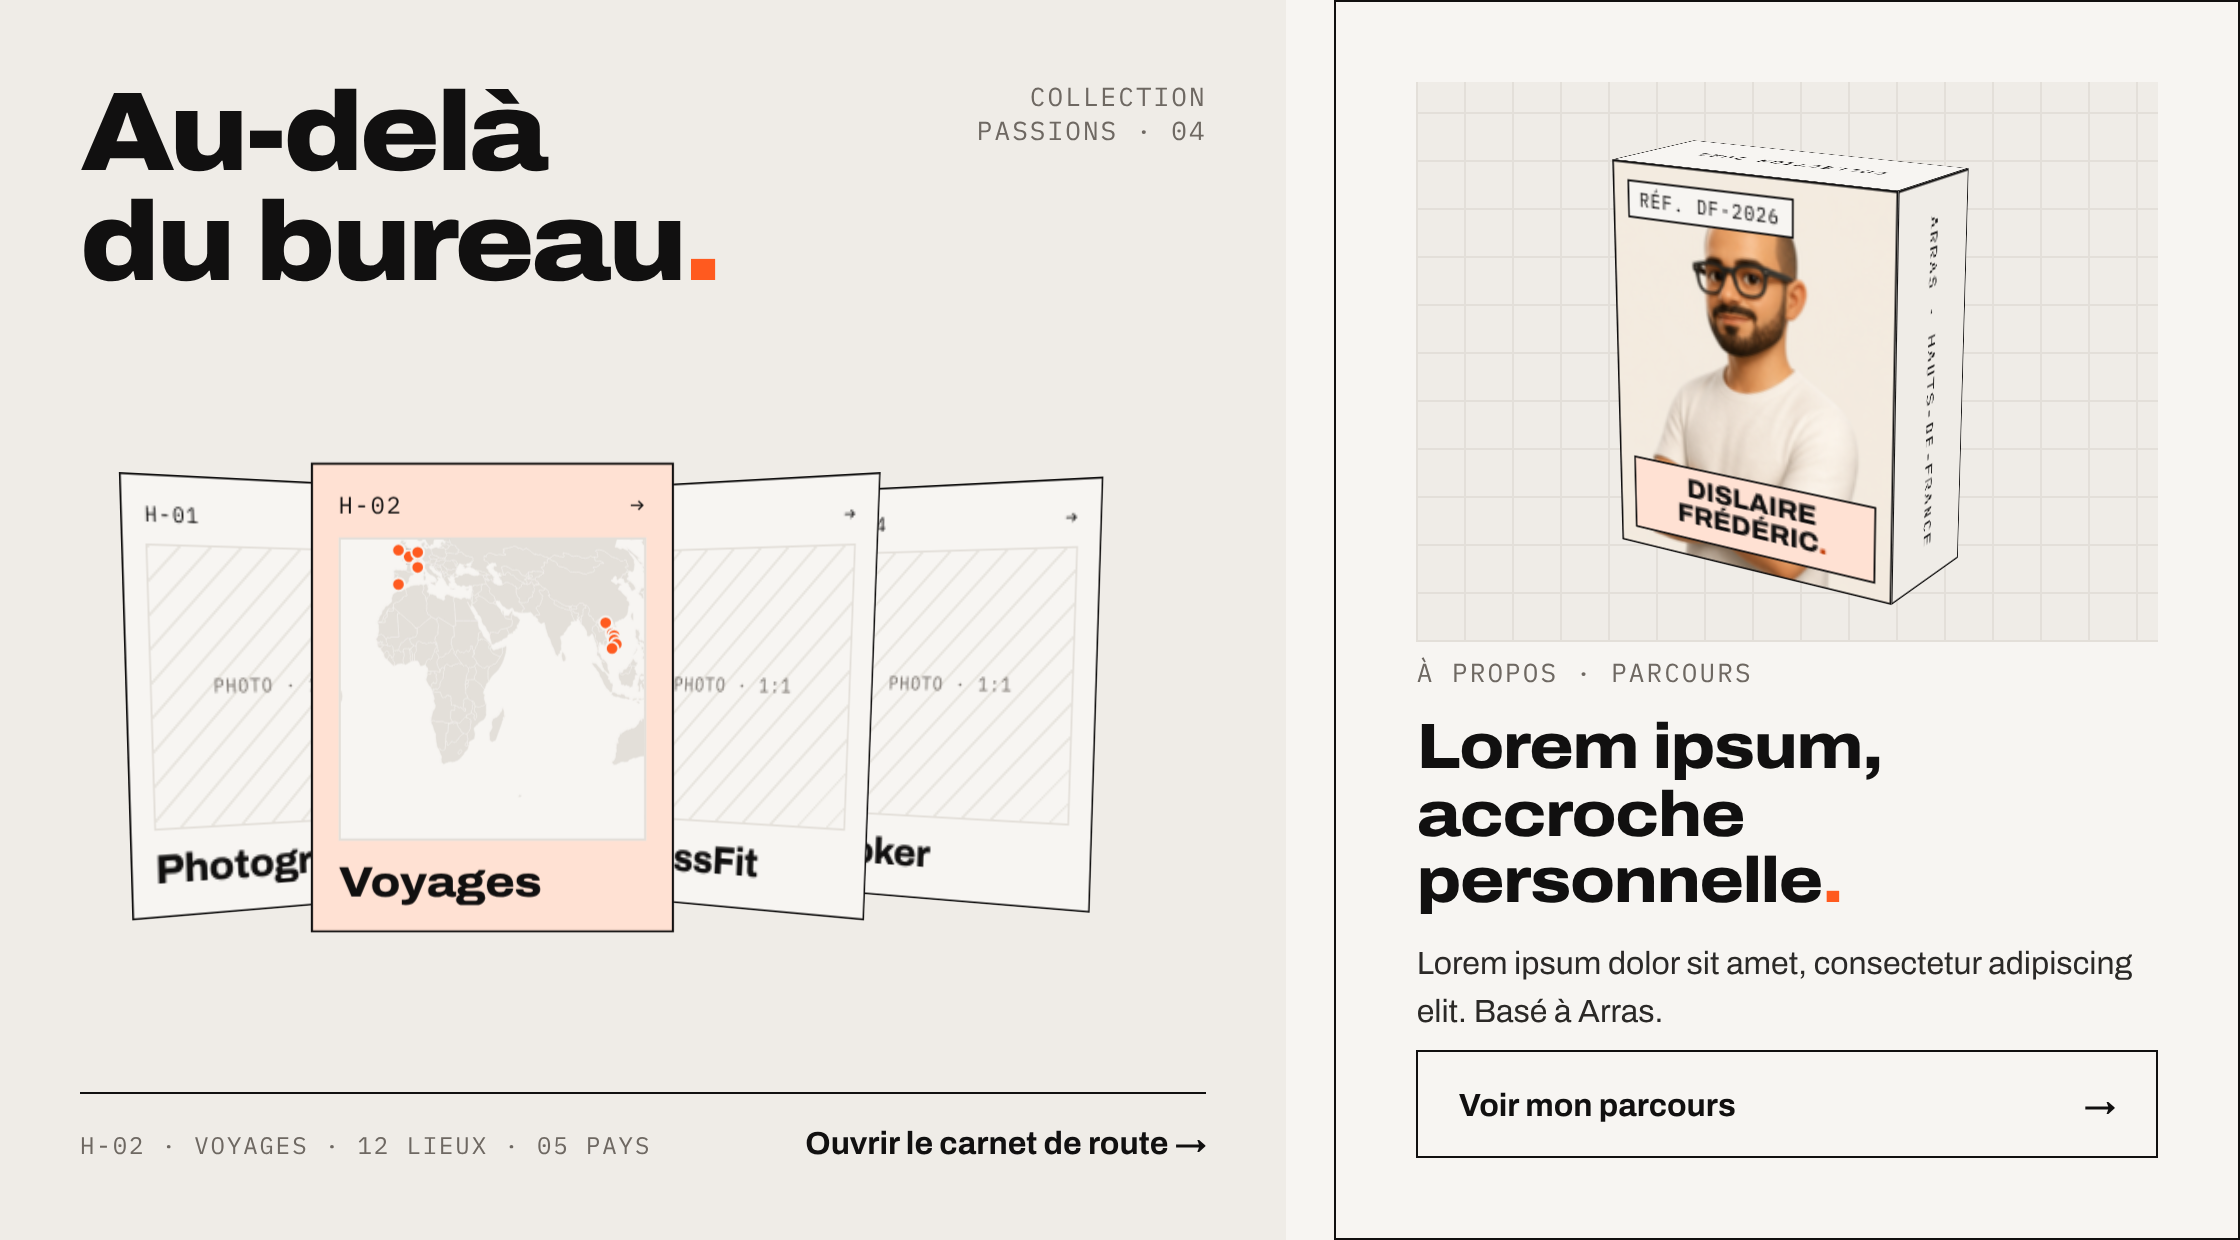 Au-delà
du bureau.
COLLECTION
PASSIONS · 04
H-01
PHOTO ·
Photogr
H-02 →
Voyages
→
PHOTO · 1:1
ssFit
4 →
PHOTO · 1:1
oker
H-02 · VOYAGES · 12 LIEUX · 05 PAYS
Ouvrir le carnet de route →
RÉF. DF-2026
DISLAIRE
FRÉDÉRIC.
ARRAS · HAUTS-DE-FRANCE
À PROPOS · PARCOURS
Lorem ipsum,
accroche
personnelle.
Lorem ipsum dolor sit amet, consectetur adipiscing
elit. Basé à Arras.
Voir mon parcours →